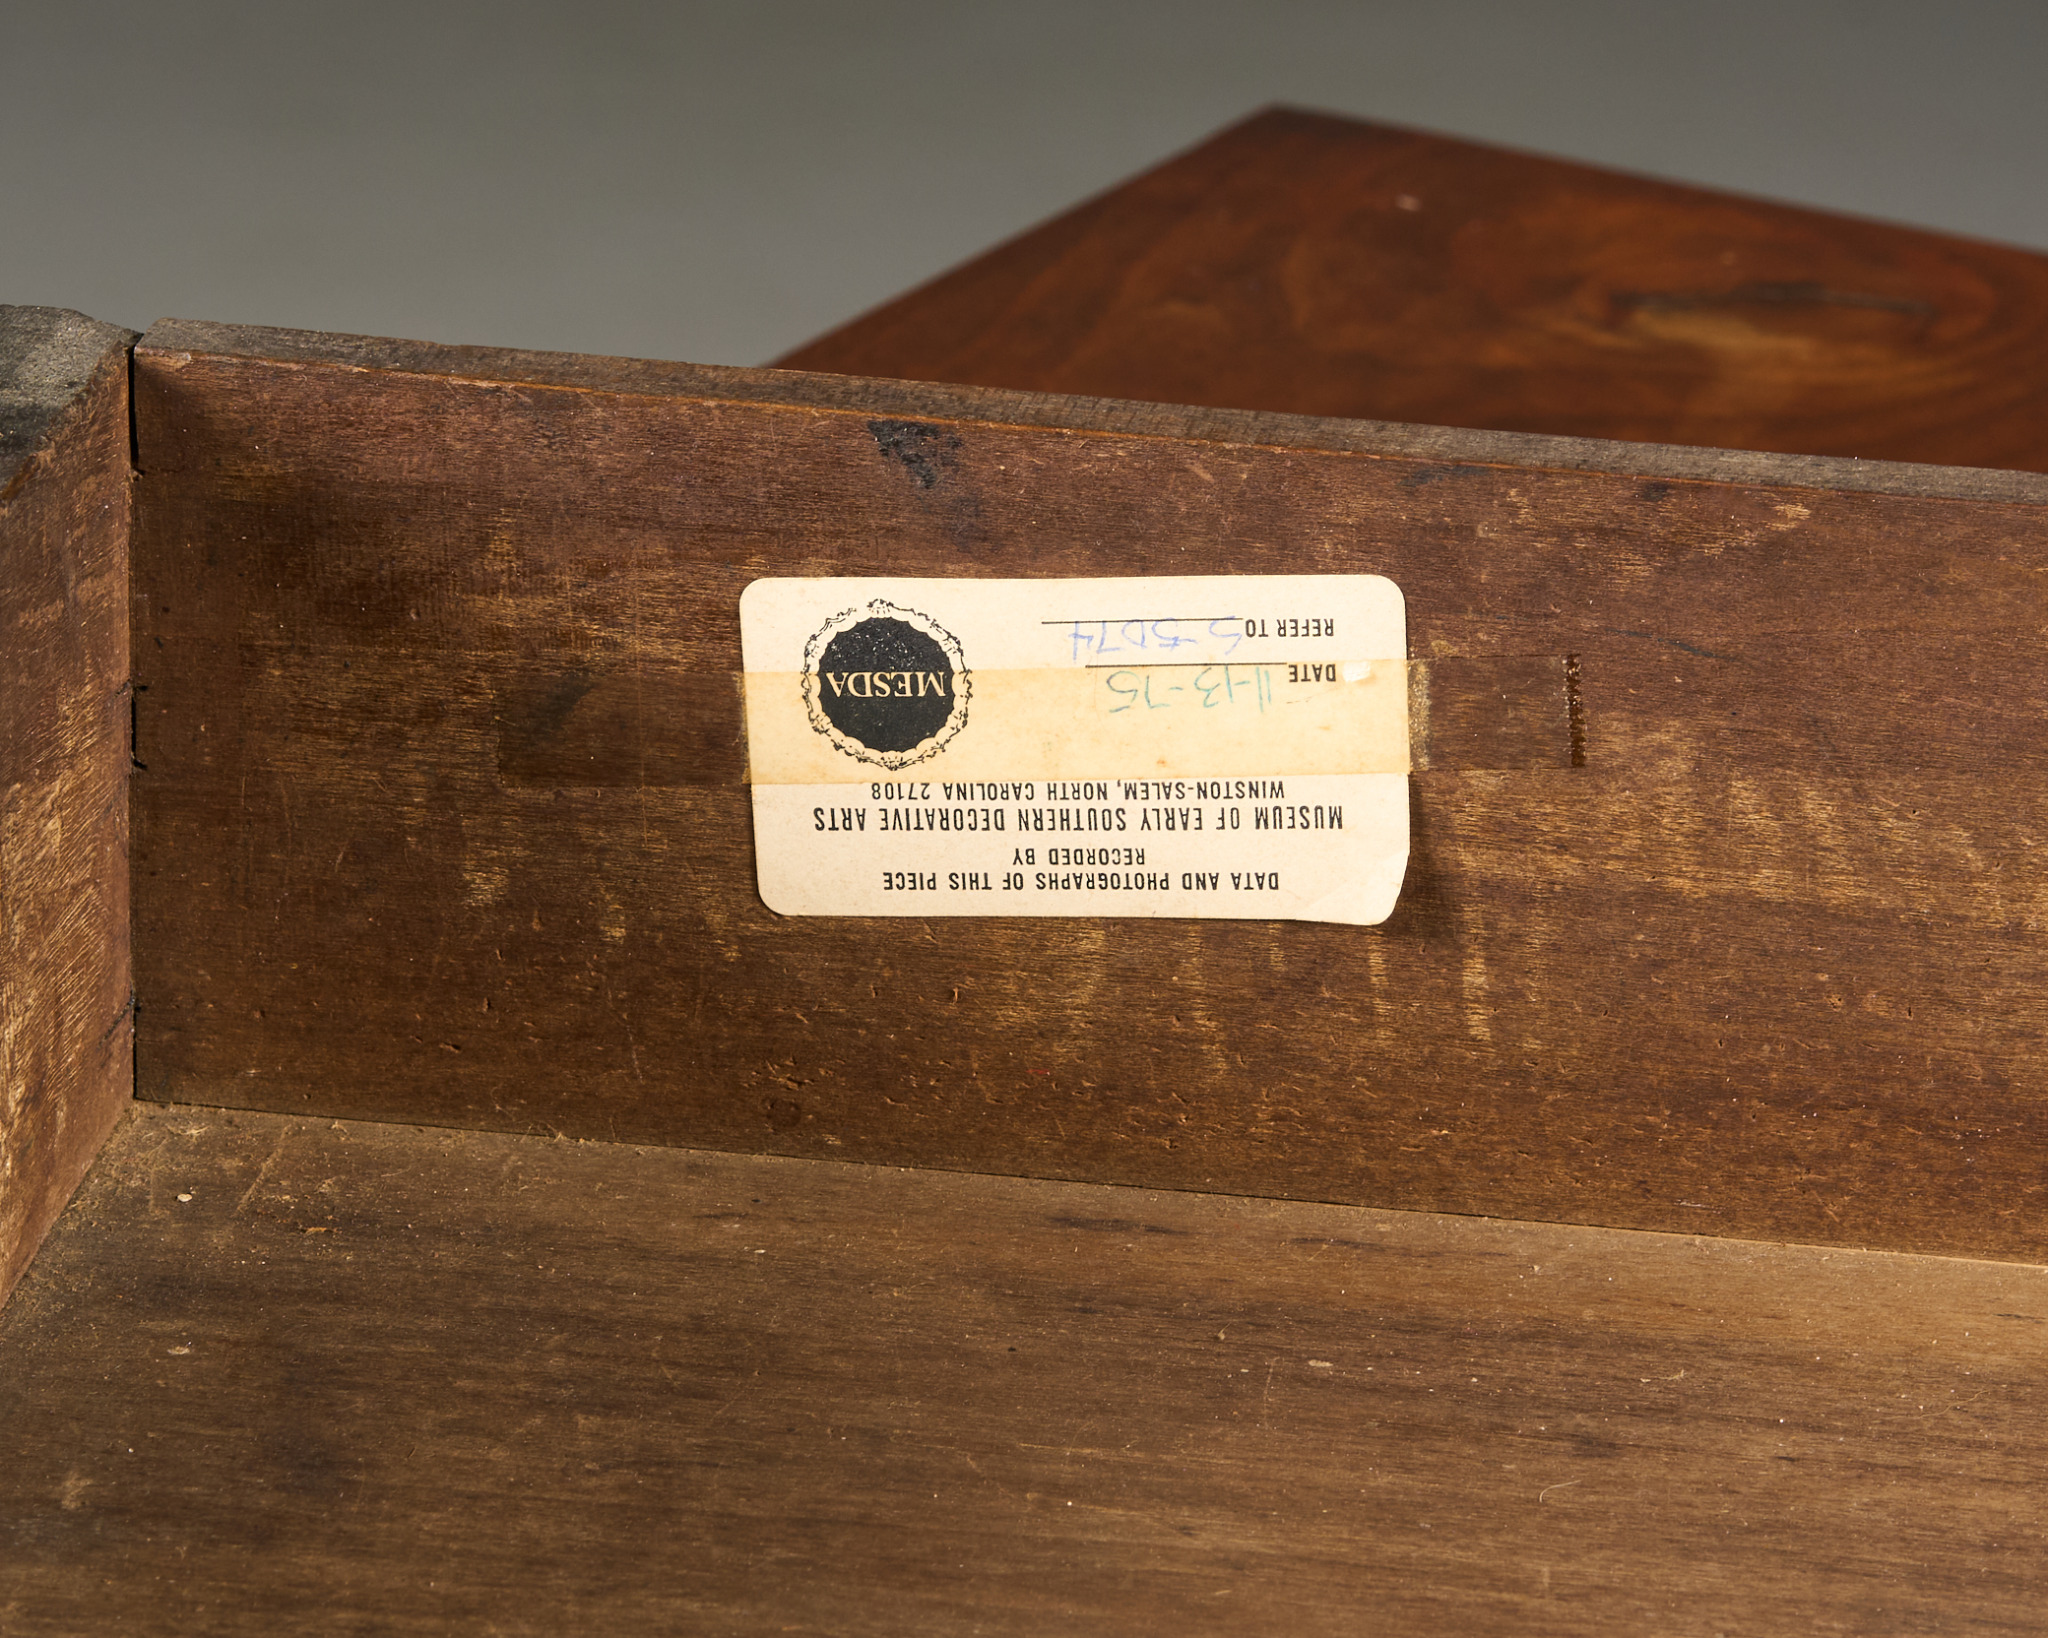 DATA AND PHOTOGRAPHS OF THIS PIECE
RECORDED BY
MUSEUM OF EARLY SOUTHERN DECORATIVE ARTS
WINSTON-SALEM, NORTH CAROLINA 27108
DATE 11-13-75
MESDA
REFER TO S-5074